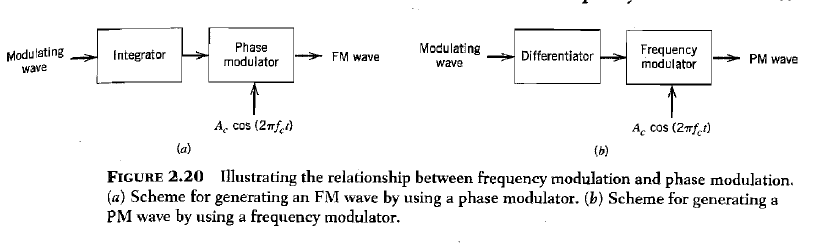 Modulating wave
Integrator
Phase modulator
FM wave
A_c cos (2πf_ct)
(a)
Modulating wave
Differentiator
Frequency modulator
PM wave
A_c cos (2πf_ct)
(b)
FIGURE 2.20 Illustrating the relationship between frequency modulation and phase modulation.
(a) Scheme for generating an FM wave by using a phase modulator. (b) Scheme for generating a
PM wave by using a frequency modulator.